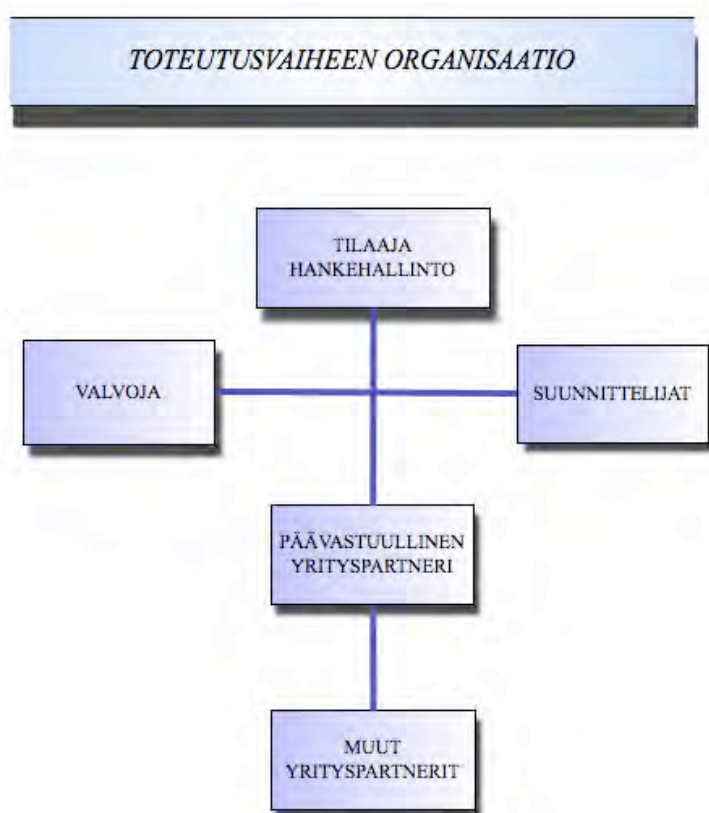 TOTEUTUSVAIHEEN ORGANISAATIO
TILAAJA
HANKEHALLINTO
VALVOJA
SUUNNITTELIJAT
PÄÄVASTUULLINEN
YRITYSPARTNERI
MUUT
YRITYSPARTNERIT